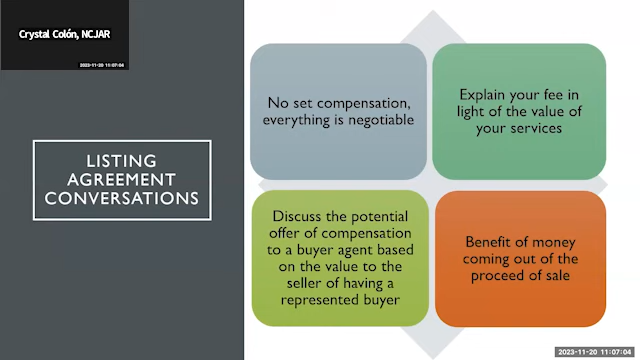 Crystal Colón, NCJAR
2023-11-20 11:07:04
LISTING
AGREEMENT
CONVERSATIONS
No set compensation,
everything is negotiable
Explain your fee in
light of the value of
your services
Discuss the potential
offer of compensation
to a buyer agent based
on the value to the
seller of having a
represented buyer
Benefit of money
coming out of the
proceed of sale
2023-11-20 11:07:04